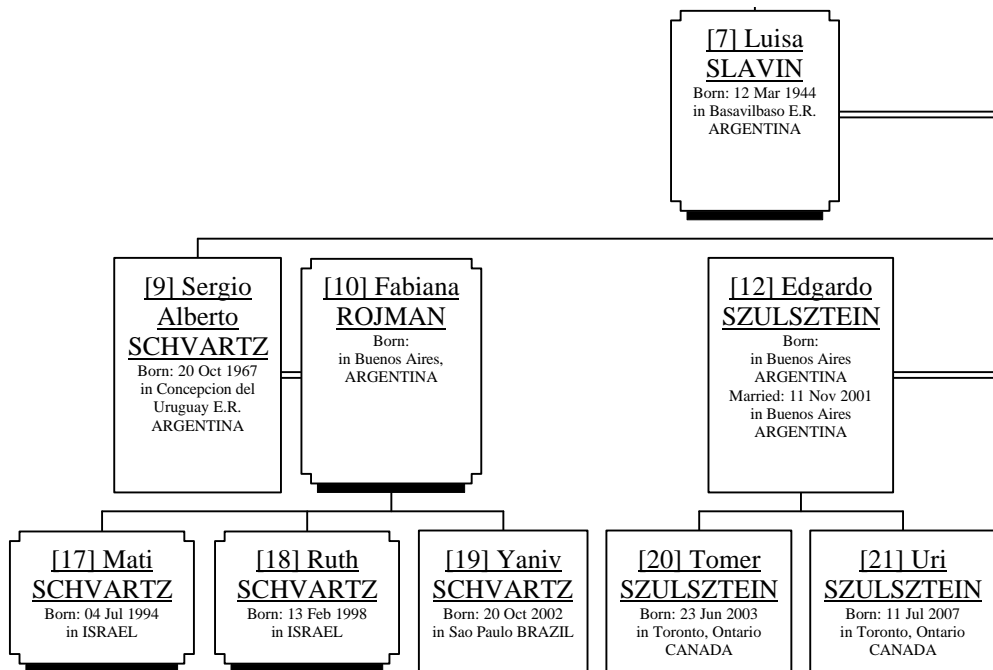 [7] Luisa
SLAVIN
Born: 12 Mar 1944
in Basavilbaso E.R.
ARGENTINA
[9] Sergio
Alberto
SCHVARTZ
Born: 20 Oct 1967
in Concepcion del
Uruguay E.R.
ARGENTINA
[10] Fabiana
ROJMAN
Born:
in Buenos Aires,
ARGENTINA
[12] Edgardo
SZULSZTEIN
Born:
in Buenos Aires
ARGENTINA
Married: 11 Nov 2001
in Buenos Aires
ARGENTINA
[17] Mati
SCHVARTZ
Born: 04 Jul 1994
in ISRAEL
[18] Ruth
SCHVARTZ
Born: 13 Feb 1998
in ISRAEL
[19] Yaniv
SCHVARTZ
Born: 20 Oct 2002
in Sao Paulo BRAZIL
[20] Tomer
SZULSZTEIN
Born: 23 Jun 2003
in Toronto, Ontario
CANADA
[21] Uri
SZULSZTEIN
Born: 11 Jul 2007
in Toronto, Ontario
CANADA